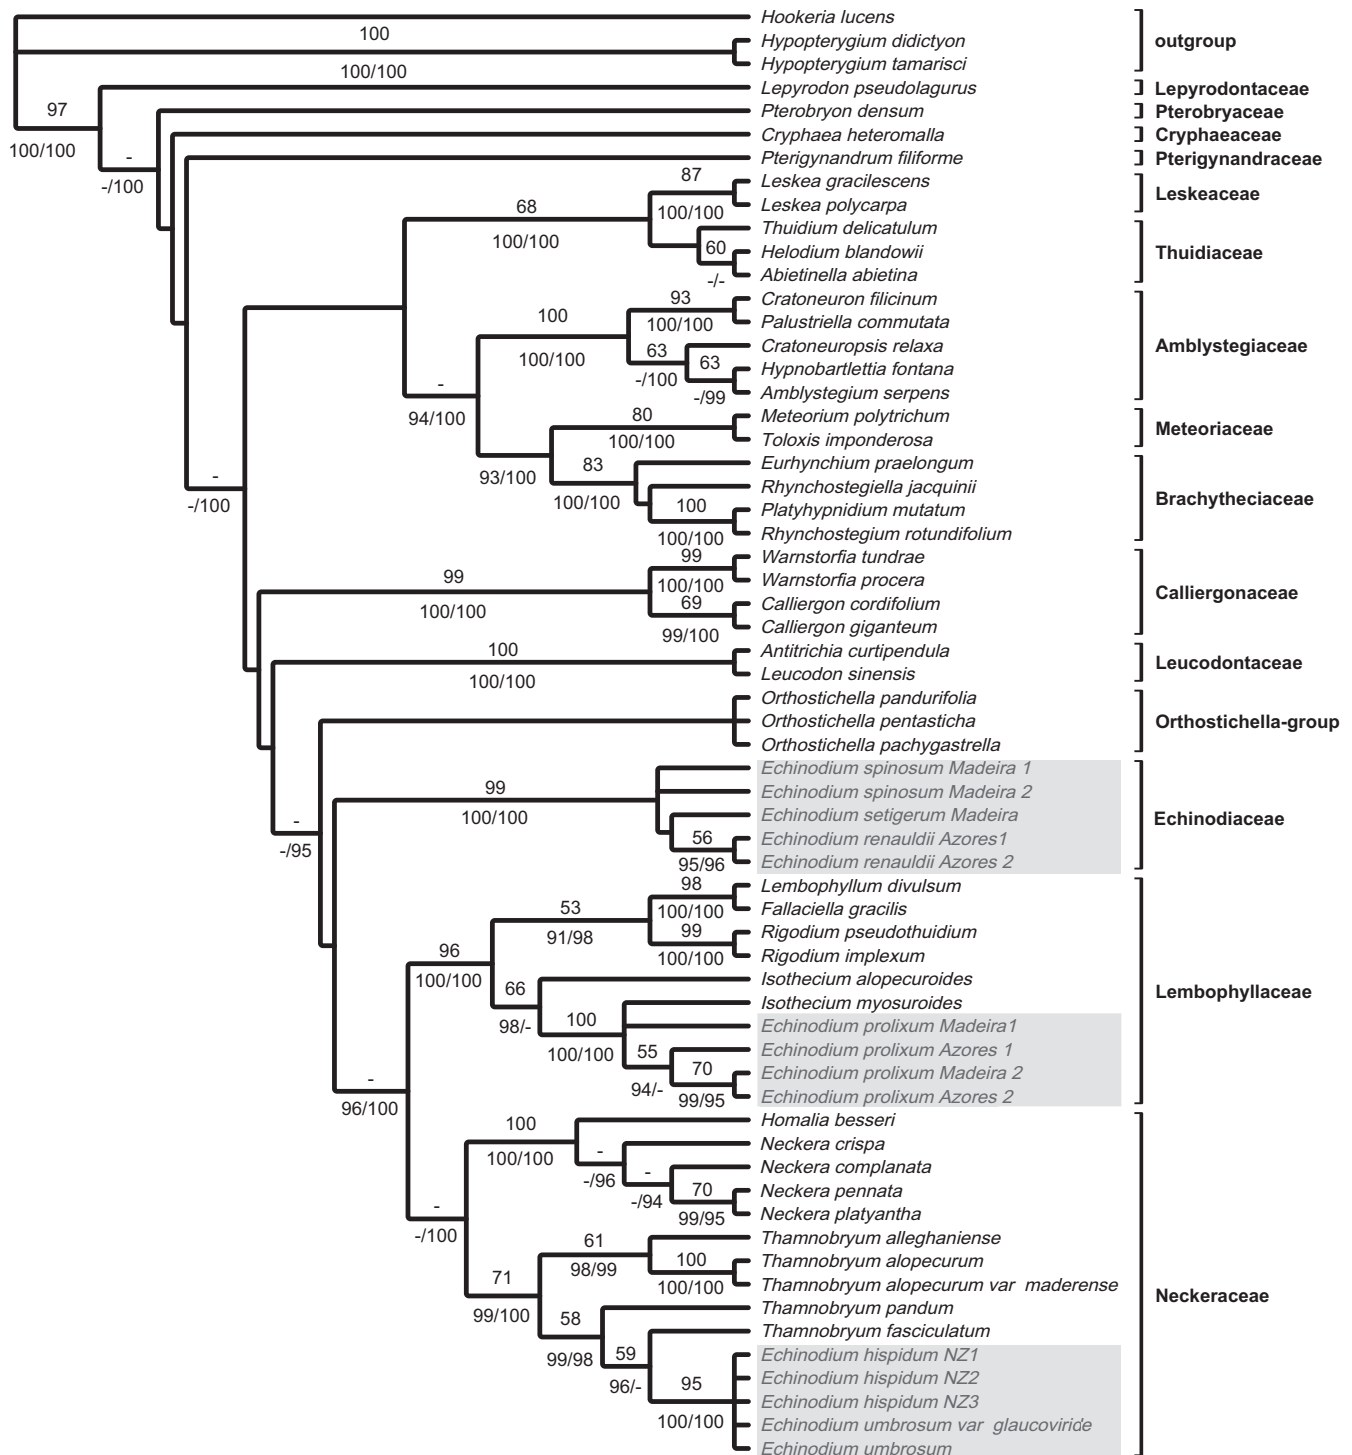 Hookeria lucens
100
Hypopterygium didictyon
outgroup
Hypopterygium tamarisci
100/100
97
Lepyrodon pseudolagurus
Lepyrodontaceae
Pterobryon densum
Pterobryaceae
100/100
-
Cryphaea heteromalla
Cryphaeaceae
-/100
Pterigynandrum filiforme
Pterigynandraceae
87
Leskea gracilescens
Leskeaceae
68
100/100
Leskea polycarpa
100/100
Thuidium delicatulum
60
Helodium blandowii
Thuidiaceae
-/-
Abietinella abietina
93
Cratoneuron filicinum
100
100/100
Palustriella commutata
100/100
63
Cratoneuropsis relaxa
Amblystegiaceae
-/100
63
Hypnobartlettia fontana
-
-/99
Amblystegium serpens
94/100
80
Meteorium polytrichum
Meteoriaceae
100/100
Toloxis imponderosa
83
Eurhynchium praelongum
93/100
-
-/100
100/100
Rhynchostegiella jacquinii
Brachytheciaceae
100
Platyhypnidium mutatum
100/100
Rhynchostegium rotundifolium
99
Warnstorfia tundrae
99
100/100
Warnstorfia procera
Calliergonaceae
100/100
69
Calliergon cordifolium
99/100
Calliergon giganteum
100
Antitrichia curtipendula
Leucodontaceae
100/100
Leucodon sinensis
Orthostichella pandurifolia
Orthostichella pentasticha
Orthostichella-group
Orthostichella pachygastrella
Echinodium spinosum Madeira 1
99
Echinodium spinosum Madeira 2
100/100
Echinodium setigerum Madeira
Echinodiaceae
-
-/95
56
Echinodium renauldii Azores1
95/96
Echinodium renauldii Azores 2
98
Lembophyllum divulsum
53
100/100
Fallaciella gracilis
91/98
99
Rigodium pseudothuidium
96
100/100
Rigodium implexum
100/100
66
Isothecium alopecuroides
Lembophyllaceae
98/-
100
Isothecium myosuroides
100/100
Echinodium prolixum Madeira1
55
Echinodium prolixum Azores 1
-
94/-
70
Echinodium prolixum Madeira 2
96/100
99/95
Echinodium prolixum Azores 2
100
Homalia besseri
100/100
-
Neckera crispa
-/96
-
Neckera complanata
-/94
70
Neckera pennata
-
99/95
Neckera platyantha
-/100
61
Thamnobryum alleghaniense
98/99
100
Thamnobryum alopecurum
71
100/100
Thamnobryum alopecurum var maderense
Neckeraceae
99/100
58
Thamnobryum pandum
99/98
59
Thamnobryum fasciculatum
96/-
95
Echinodium hispidum NZ1
Echinodium hispidum NZ2
Echinodium hispidum NZ3
100/100
Echinodium umbrosum var glaucoviride
Echinodium umbrosum